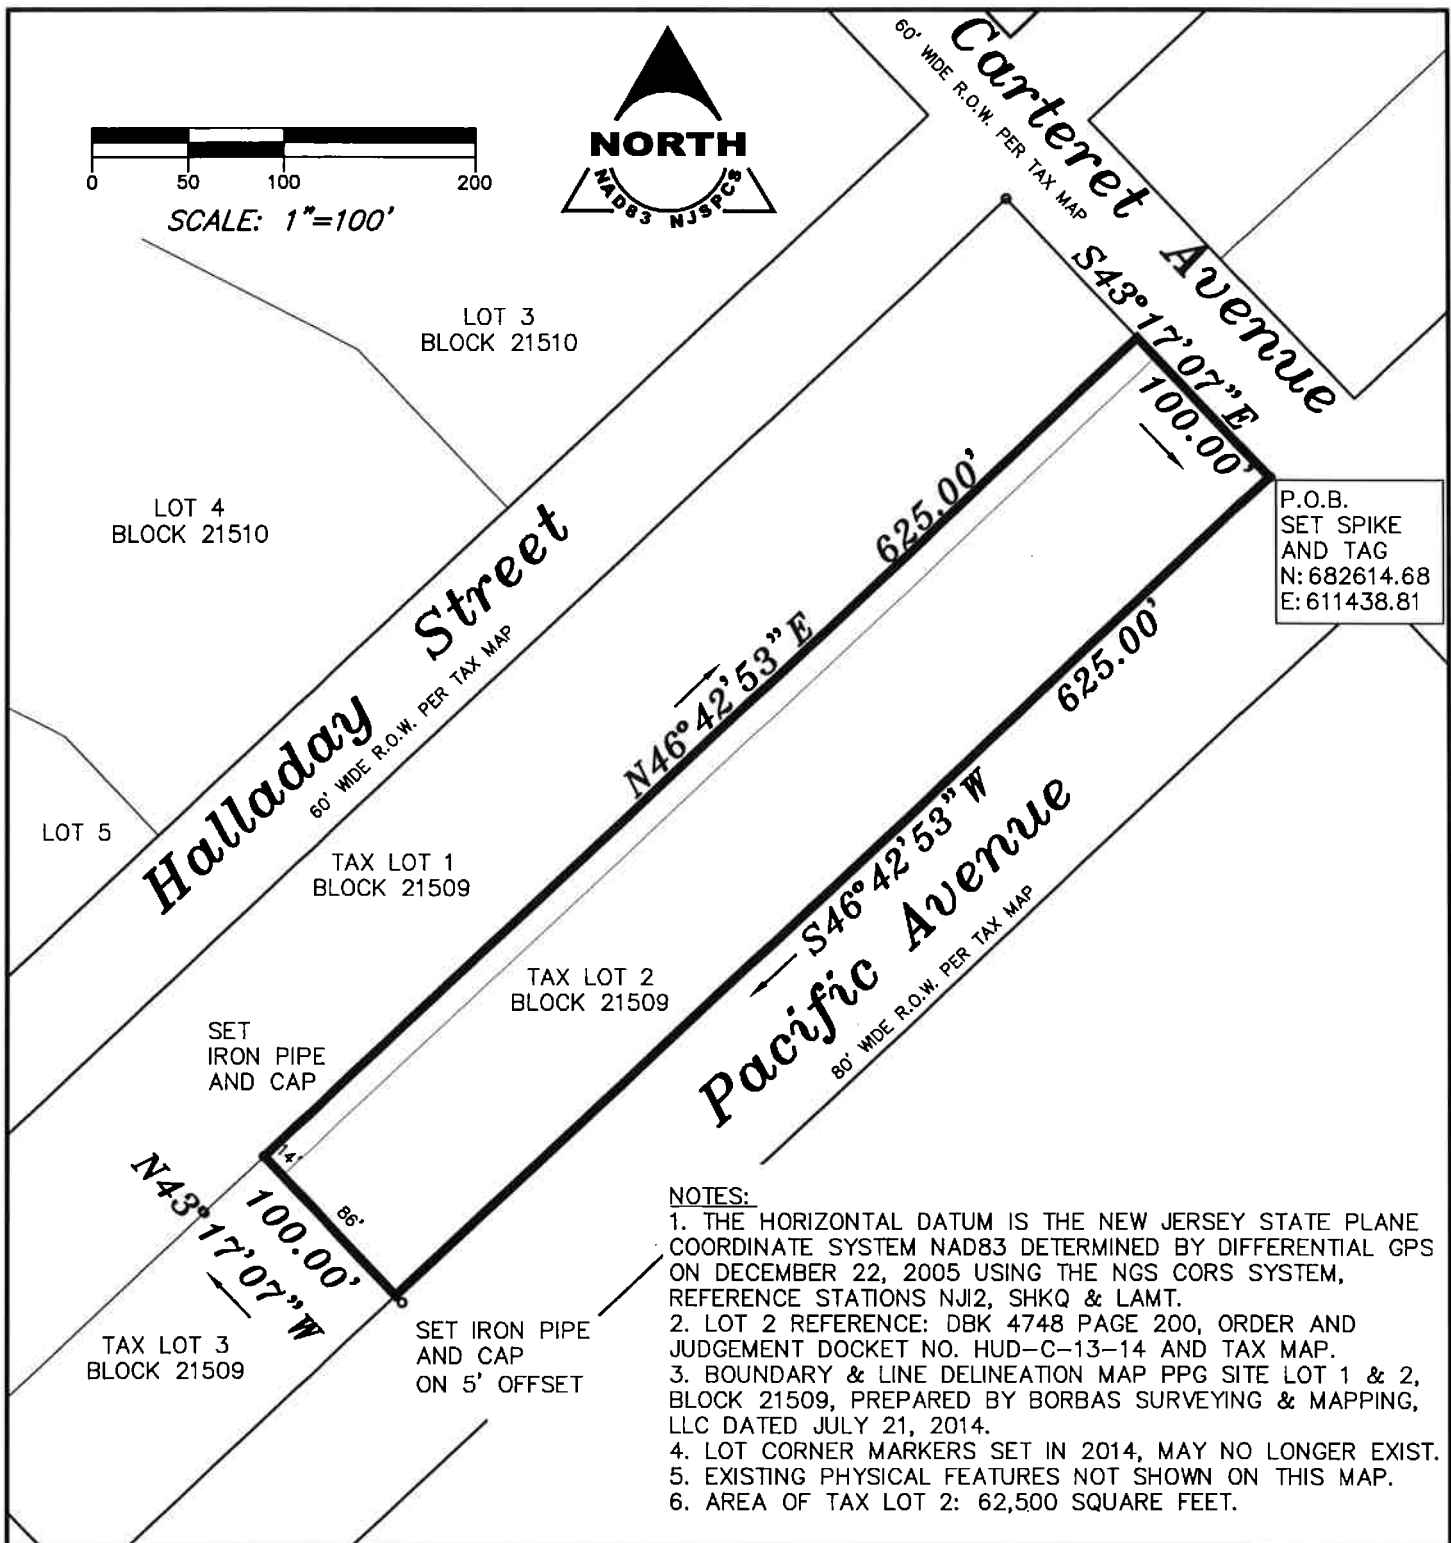 Carteret Avenue
60' WIDE R.O.W. PER TAX MAP
NORTH
NAD83 NJSPCS
0 50 100 200
SCALE: 1"=100'
S43°17'07"E
100.00'
LOT 3
BLOCK 21510
LOT 4
BLOCK 21510
P.O.B.
SET SPIKE
AND TAG
N: 682614.68
E: 611438.81
625.00'
N46°42'53"E
Halladay Street
60' WIDE R.O.W. PER TAX MAP
LOT 5
TAX LOT 1
BLOCK 21509
625.00'
S46°42'53"W
Pacific Avenue
80' WIDE R.O.W. PER TAX MAP
TAX LOT 2
BLOCK 21509
SET
IRON PIPE
AND CAP
14'
86'
N43°17'07"W
100.00'
TAX LOT 3
BLOCK 21509
SET IRON PIPE
AND CAP
ON 5' OFFSET
NOTES:
1. THE HORIZONTAL DATUM IS THE NEW JERSEY STATE PLANE
COORDINATE SYSTEM NAD83 DETERMINED BY DIFFERENTIAL GPS
ON DECEMBER 22, 2005 USING THE NGS CORS SYSTEM,
REFERENCE STATIONS NJI2, SHKQ & LAMT.
2. LOT 2 REFERENCE: DBK 4748 PAGE 200, ORDER AND
JUDGEMENT DOCKET NO. HUD-C-13-14 AND TAX MAP.
3. BOUNDARY & LINE DELINEATION MAP PPG SITE LOT 1 & 2,
BLOCK 21509, PREPARED BY BORBAS SURVEYING & MAPPING,
LLC DATED JULY 21, 2014.
4. LOT CORNER MARKERS SET IN 2014, MAY NO LONGER EXIST.
5. EXISTING PHYSICAL FEATURES NOT SHOWN ON THIS MAP.
6. AREA OF TAX LOT 2: 62,500 SQUARE FEET.